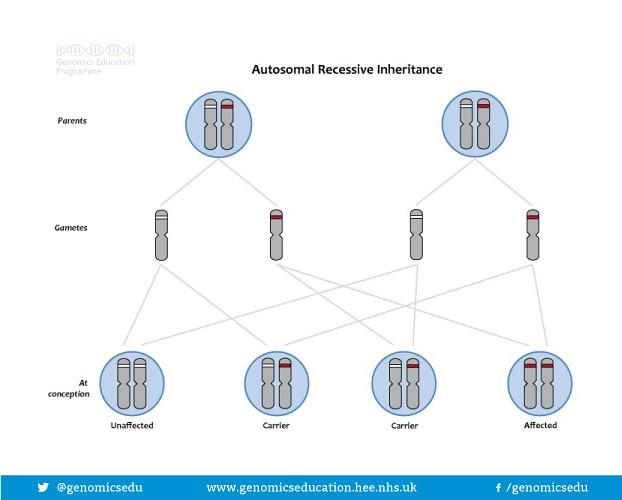 Genomics Education
Programme
Autosomal Recessive Inheritance
Parents
Gametes
At
conception
Unaffected
Carrier
Carrier
Affected
@genomicsedu
www.genomicseducation.hee.nhs.uk
/genomicsedu